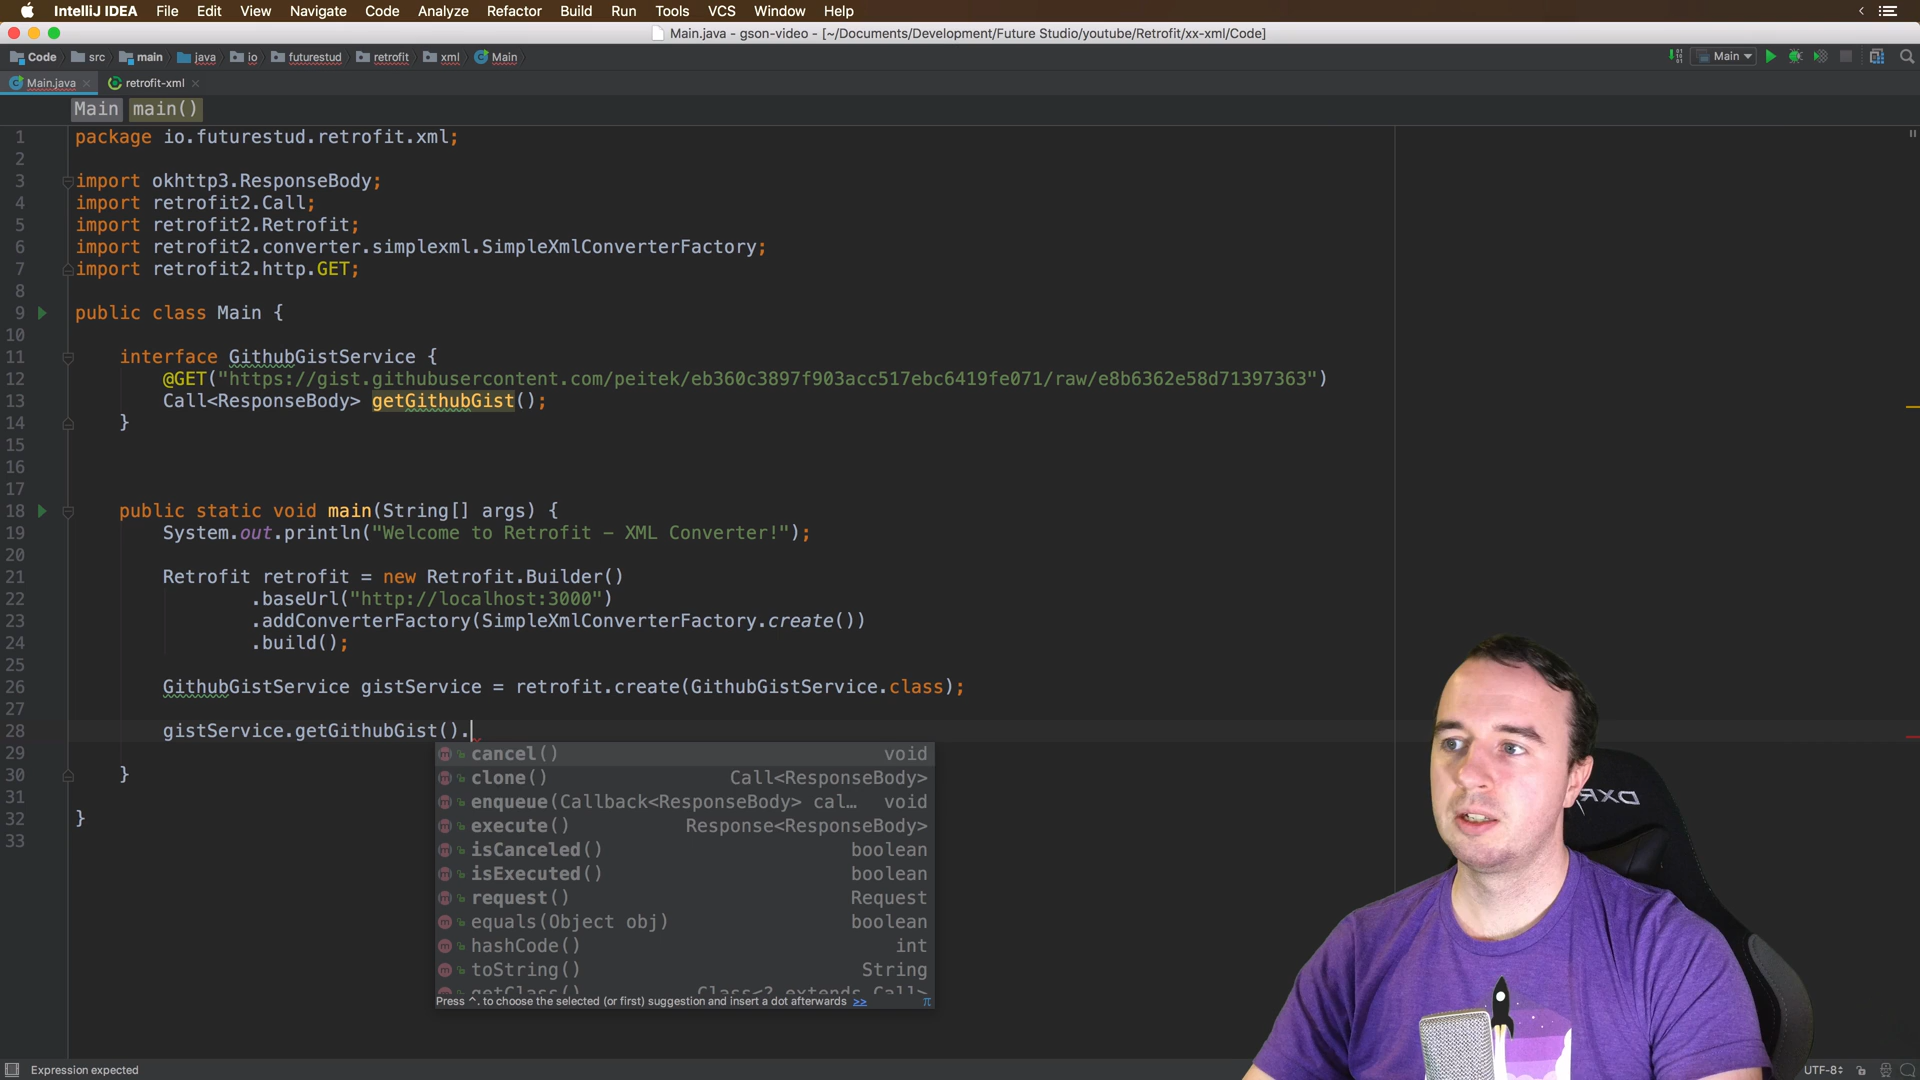 IntelliJ IDEA File Edit View Navigate Code Analyze Refactor Build Run Tools VCS Window Help
Main.java - gson-video - [~/Documents/Development/Future Studio/youtube/Retrofit/xx-xml/Code]
Code src main java io futurestud retrofit xml Main Main
Main.java retrofit-xml
Main main()
1 package io.futurestud.retrofit.xml;
2
3 import okhttp3.ResponseBody;
4 import retrofit2.Call;
5 import retrofit2.Retrofit;
6 import retrofit2.converter.simplexml.SimpleXmlConverterFactory;
7 import retrofit2.http.GET;
8
9 public class Main {
10
11 interface GithubGistService {
12 @GET("https://gist.githubusercontent.com/peitek/eb360c3897f903acc517ebc6419fe071/raw/e8b6362e58d71397363")
13 Call<ResponseBody> getGithubGist();
14 }
15
16
17
18 public static void main(String[] args) {
19 System.out.println("Welcome to Retrofit – XML Converter!");
20
21 Retrofit retrofit = new Retrofit.Builder()
22 .baseUrl("http://localhost:3000")
23 .addConverterFactory(SimpleXmlConverterFactory.create())
24 .build();
25
26 GithubGistService gistService = retrofit.create(GithubGistService.class);
27
28 gistService.getGithubGist().
29
30 }
31
32 }
33
cancel() void
clone() Call<ResponseBody>
enqueue(Callback<ResponseBody> cal… void
execute() Response<ResponseBody>
isCanceled() boolean
isExecuted() boolean
request() Request
equals(Object obj) boolean
hashCode() int
toString() String
getClass() Class<? extends Call>
Press ^. to choose the selected (or first) suggestion and insert a dot afterwards >> π
DXR
Expression expected UTF-8